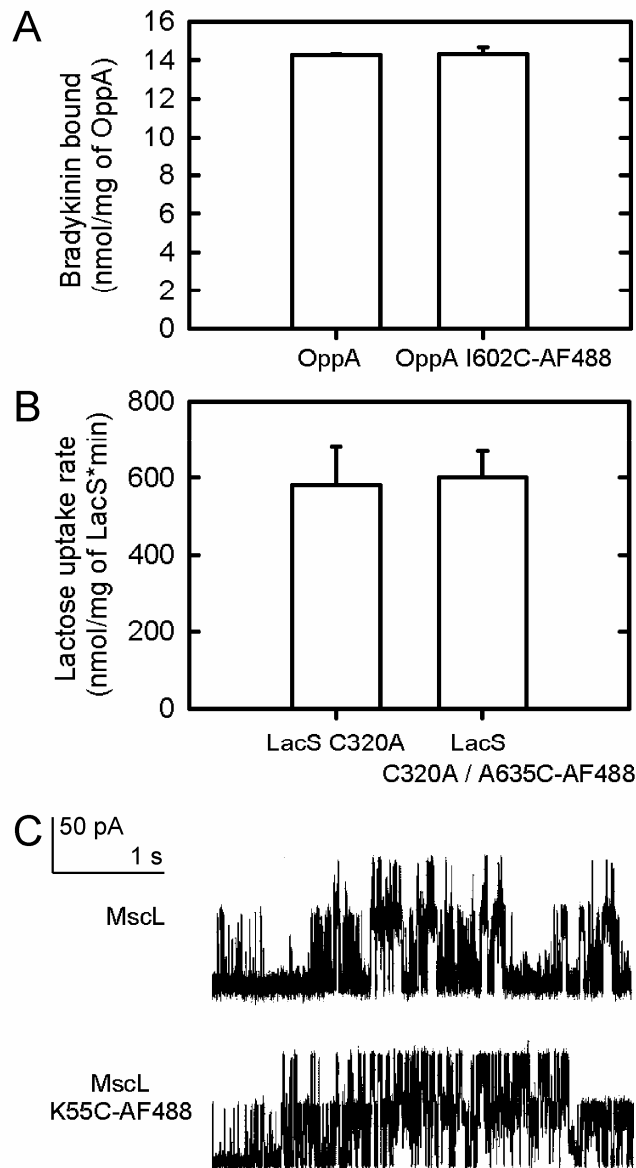 A
Bradykinin bound
(nmol/mg of OppA)
16
14
12
10
8
6
4
2
0
OppA
OppA I602C-AF488
B
Lactose uptake rate
(nmol/mg of LacS*min)
800
600
400
200
0
LacS C320A
LacS
C320A / A635C-AF488
C
50 pA
1 s
MscL
MscL
K55C-AF488